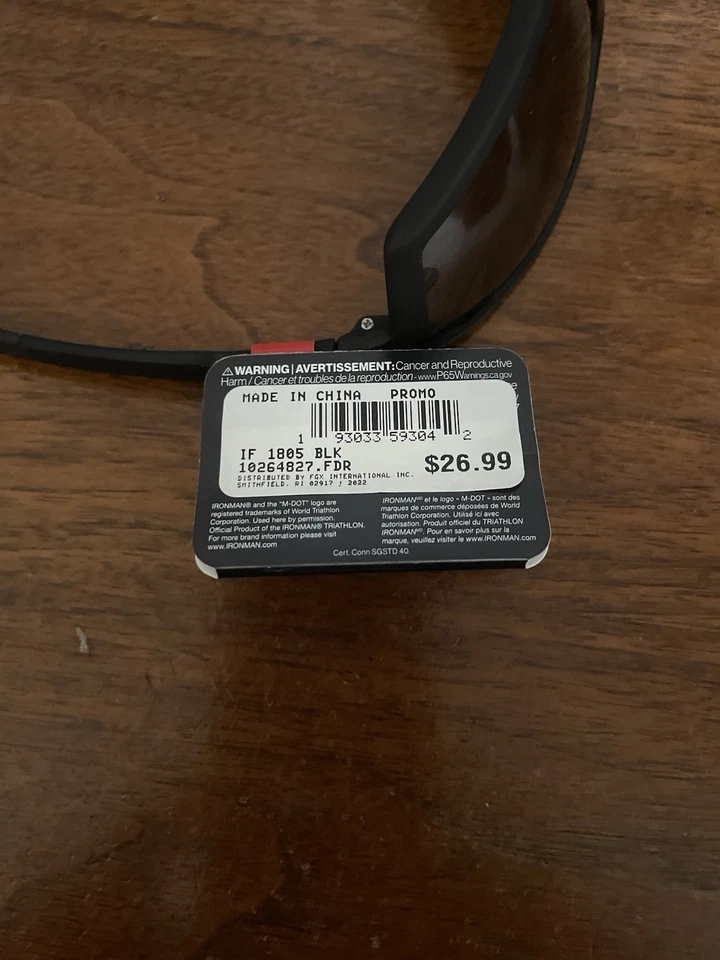 ⚠ WARNING | AVERTISSEMENT: Cancer and Reproductive
Harm / Cancer et troubles de la reproduction - www.P65Warnings.ca.gov
MADE IN CHINA PROMO
1 93033 59304 2
IF 1805 BLK
10264827.FDR
$26.99
DISTRIBUTED BY FGX INTERNATIONAL INC.
SMITHFIELD, RI 02917 / 2022
IRONMAN® and the "M-DOT" logo are
registered trademarks of World Triathlon
Corporation. Used here by permission.
Official Product of the IRONMAN® TRIATHLON.
For more brand information please visit
www.IRONMAN.com
IRONMANᴹᴰ et le logo « M-DOT » sont des
marques de commerce déposées de World
Triathlon Corporation. Utilisé ici avec
autorisation. Produit officiel du TRIATHLON
IRONMANᴹᴰ. Pour en savoir plus sur la
marque, veuillez visiter le www.IRONMAN.com
Cert. Conn SGSTD 40.